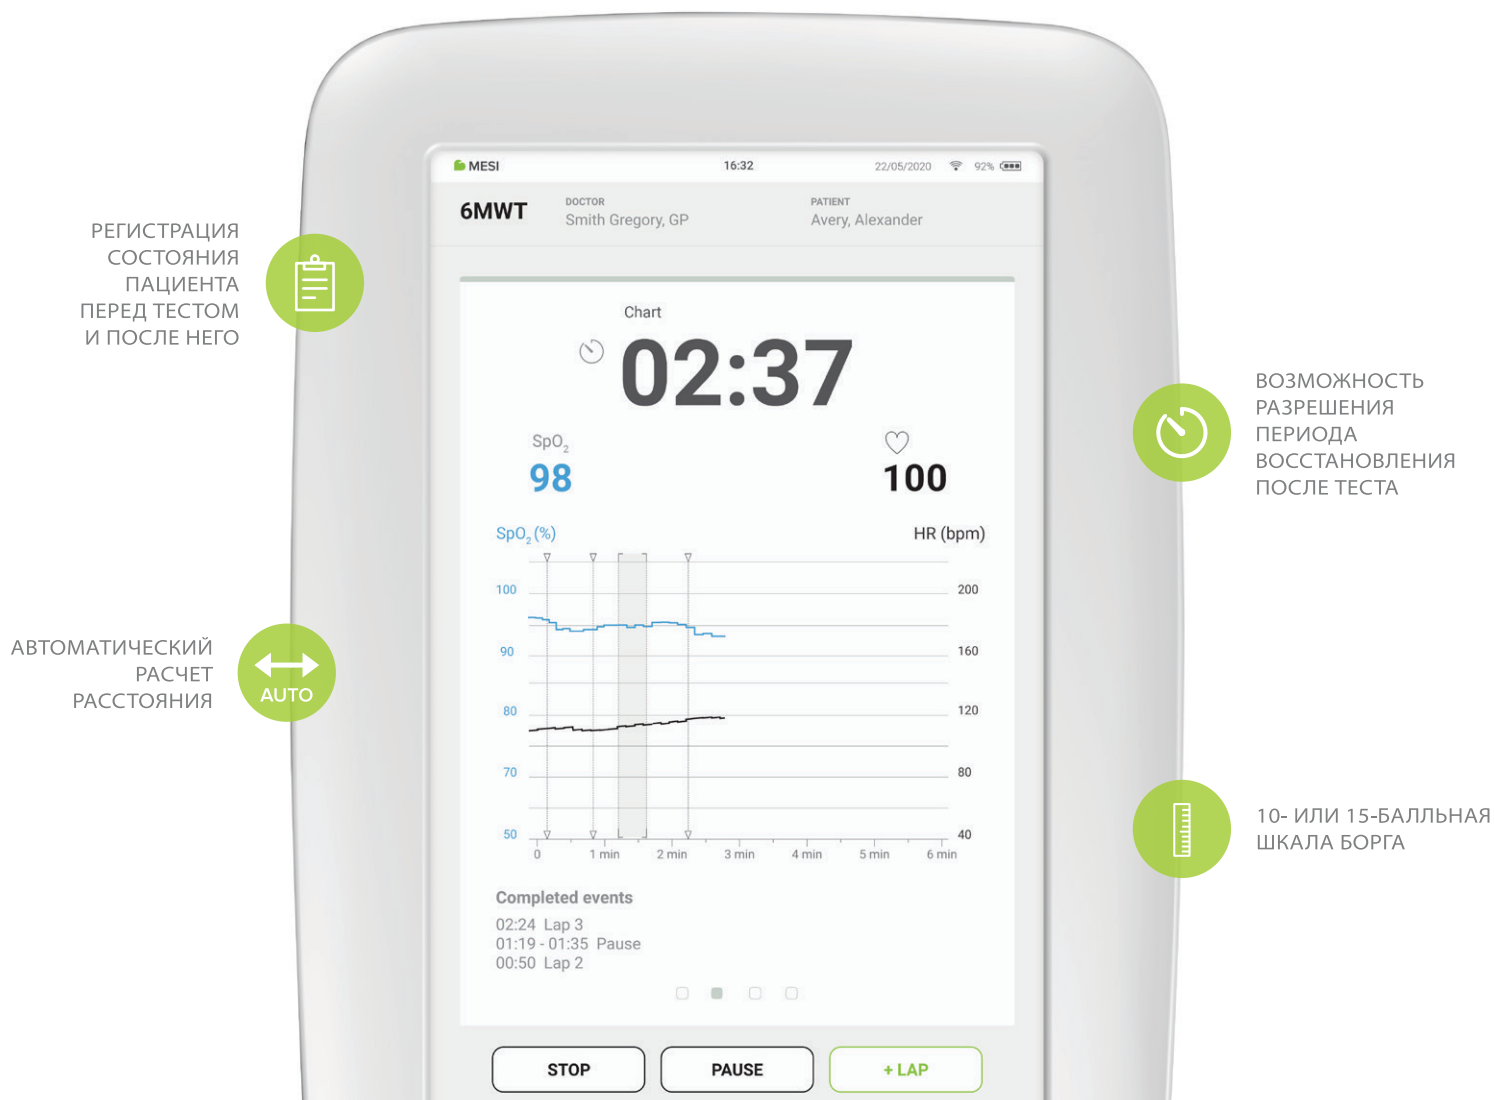 MESI
16:32
22/05/2020
92%
6MWT
DOCTOR
Smith Gregory, GP
PATIENT
Avery, Alexander
РЕГИСТРАЦИЯ
СОСТОЯНИЯ
ПАЦИЕНТА
ПЕРЕД ТЕСТОМ
И ПОСЛЕ НЕГО
Chart
02:37
SpO₂
98
100
ВОЗМОЖНОСТЬ
РАЗРЕШЕНИЯ
ПЕРИОДА
ВОССТАНОВЛЕНИЯ
ПОСЛЕ ТЕСТА
SpO₂ (%)
HR (bpm)
100
90
80
70
50
200
160
120
80
40
0 1 min 2 min 3 min 4 min 5 min 6 min
АВТОМАТИЧЕСКИЙ
РАСЧЕТ
РАССТОЯНИЯ
AUTO
10- ИЛИ 15-БАЛЛЬНАЯ
ШКАЛА БОРГА
Completed events
02:24 Lap 3
01:19 - 01:35 Pause
00:50 Lap 2
STOP
PAUSE
+ LAP